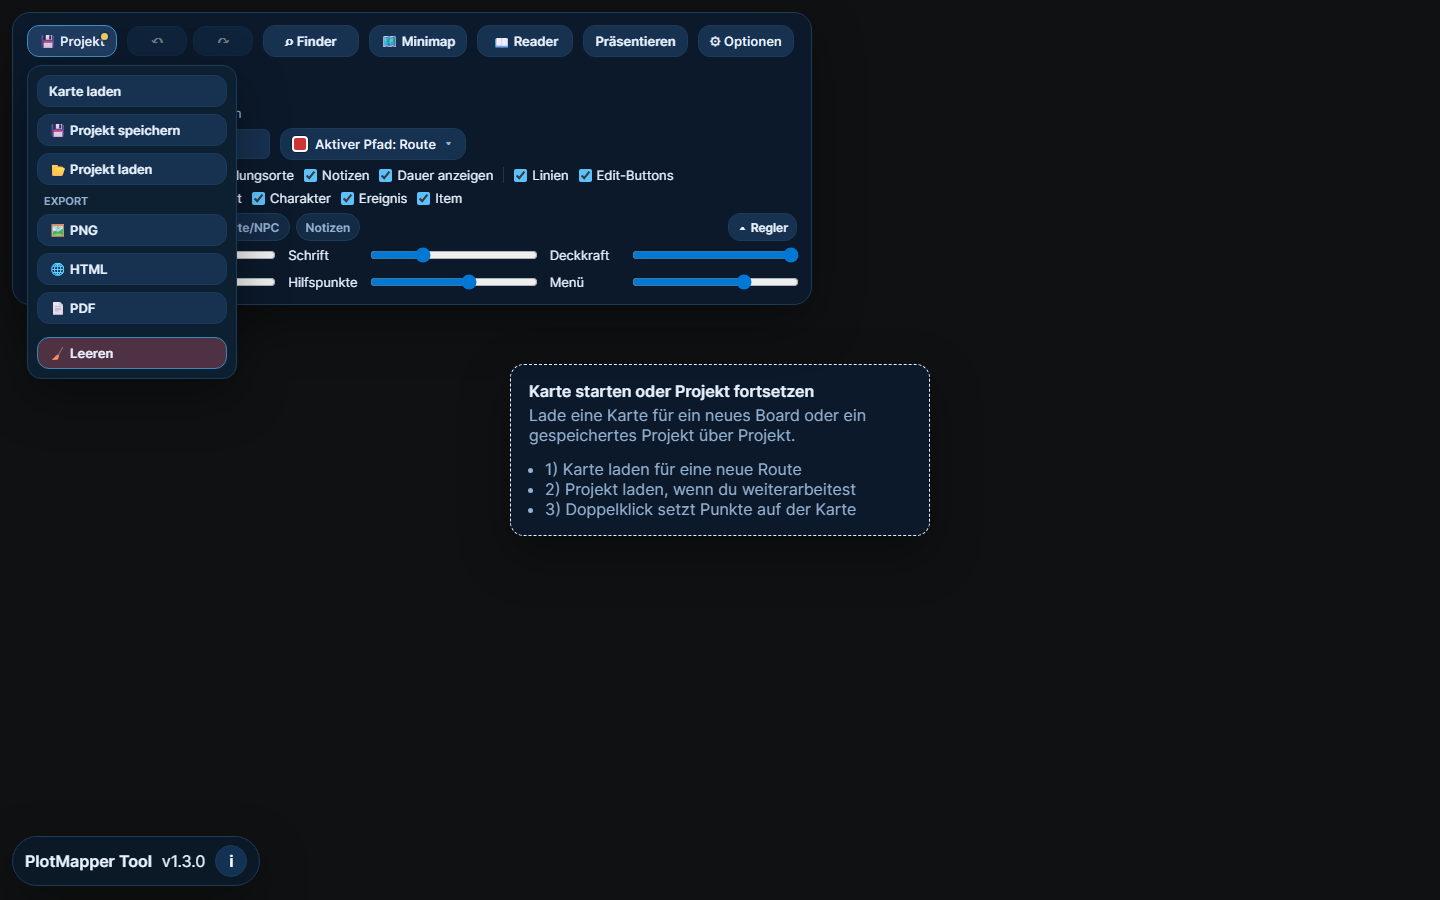 Projekt
Finder
Minimap
Reader
Präsentieren
Optionen
Karte laden
Projekt speichern
Projekt laden
EXPORT
PNG
HTML
PDF
Leeren
Aktiver Pfad: Route
Notizen
Dauer anzeigen
Linien
Edit-Buttons
Charakter
Ereignis
Item
Notizen
Regler
Schrift
Deckkraft
Hilfspunkte
Menü
Karte starten oder Projekt fortsetzen
Lade eine Karte für ein neues Board oder ein
gespeichertes Projekt über Projekt.
• 1) Karte laden für eine neue Route
• 2) Projekt laden, wenn du weiterarbeitest
• 3) Doppelklick setzt Punkte auf der Karte
PlotMapper Tool v1.3.0 i